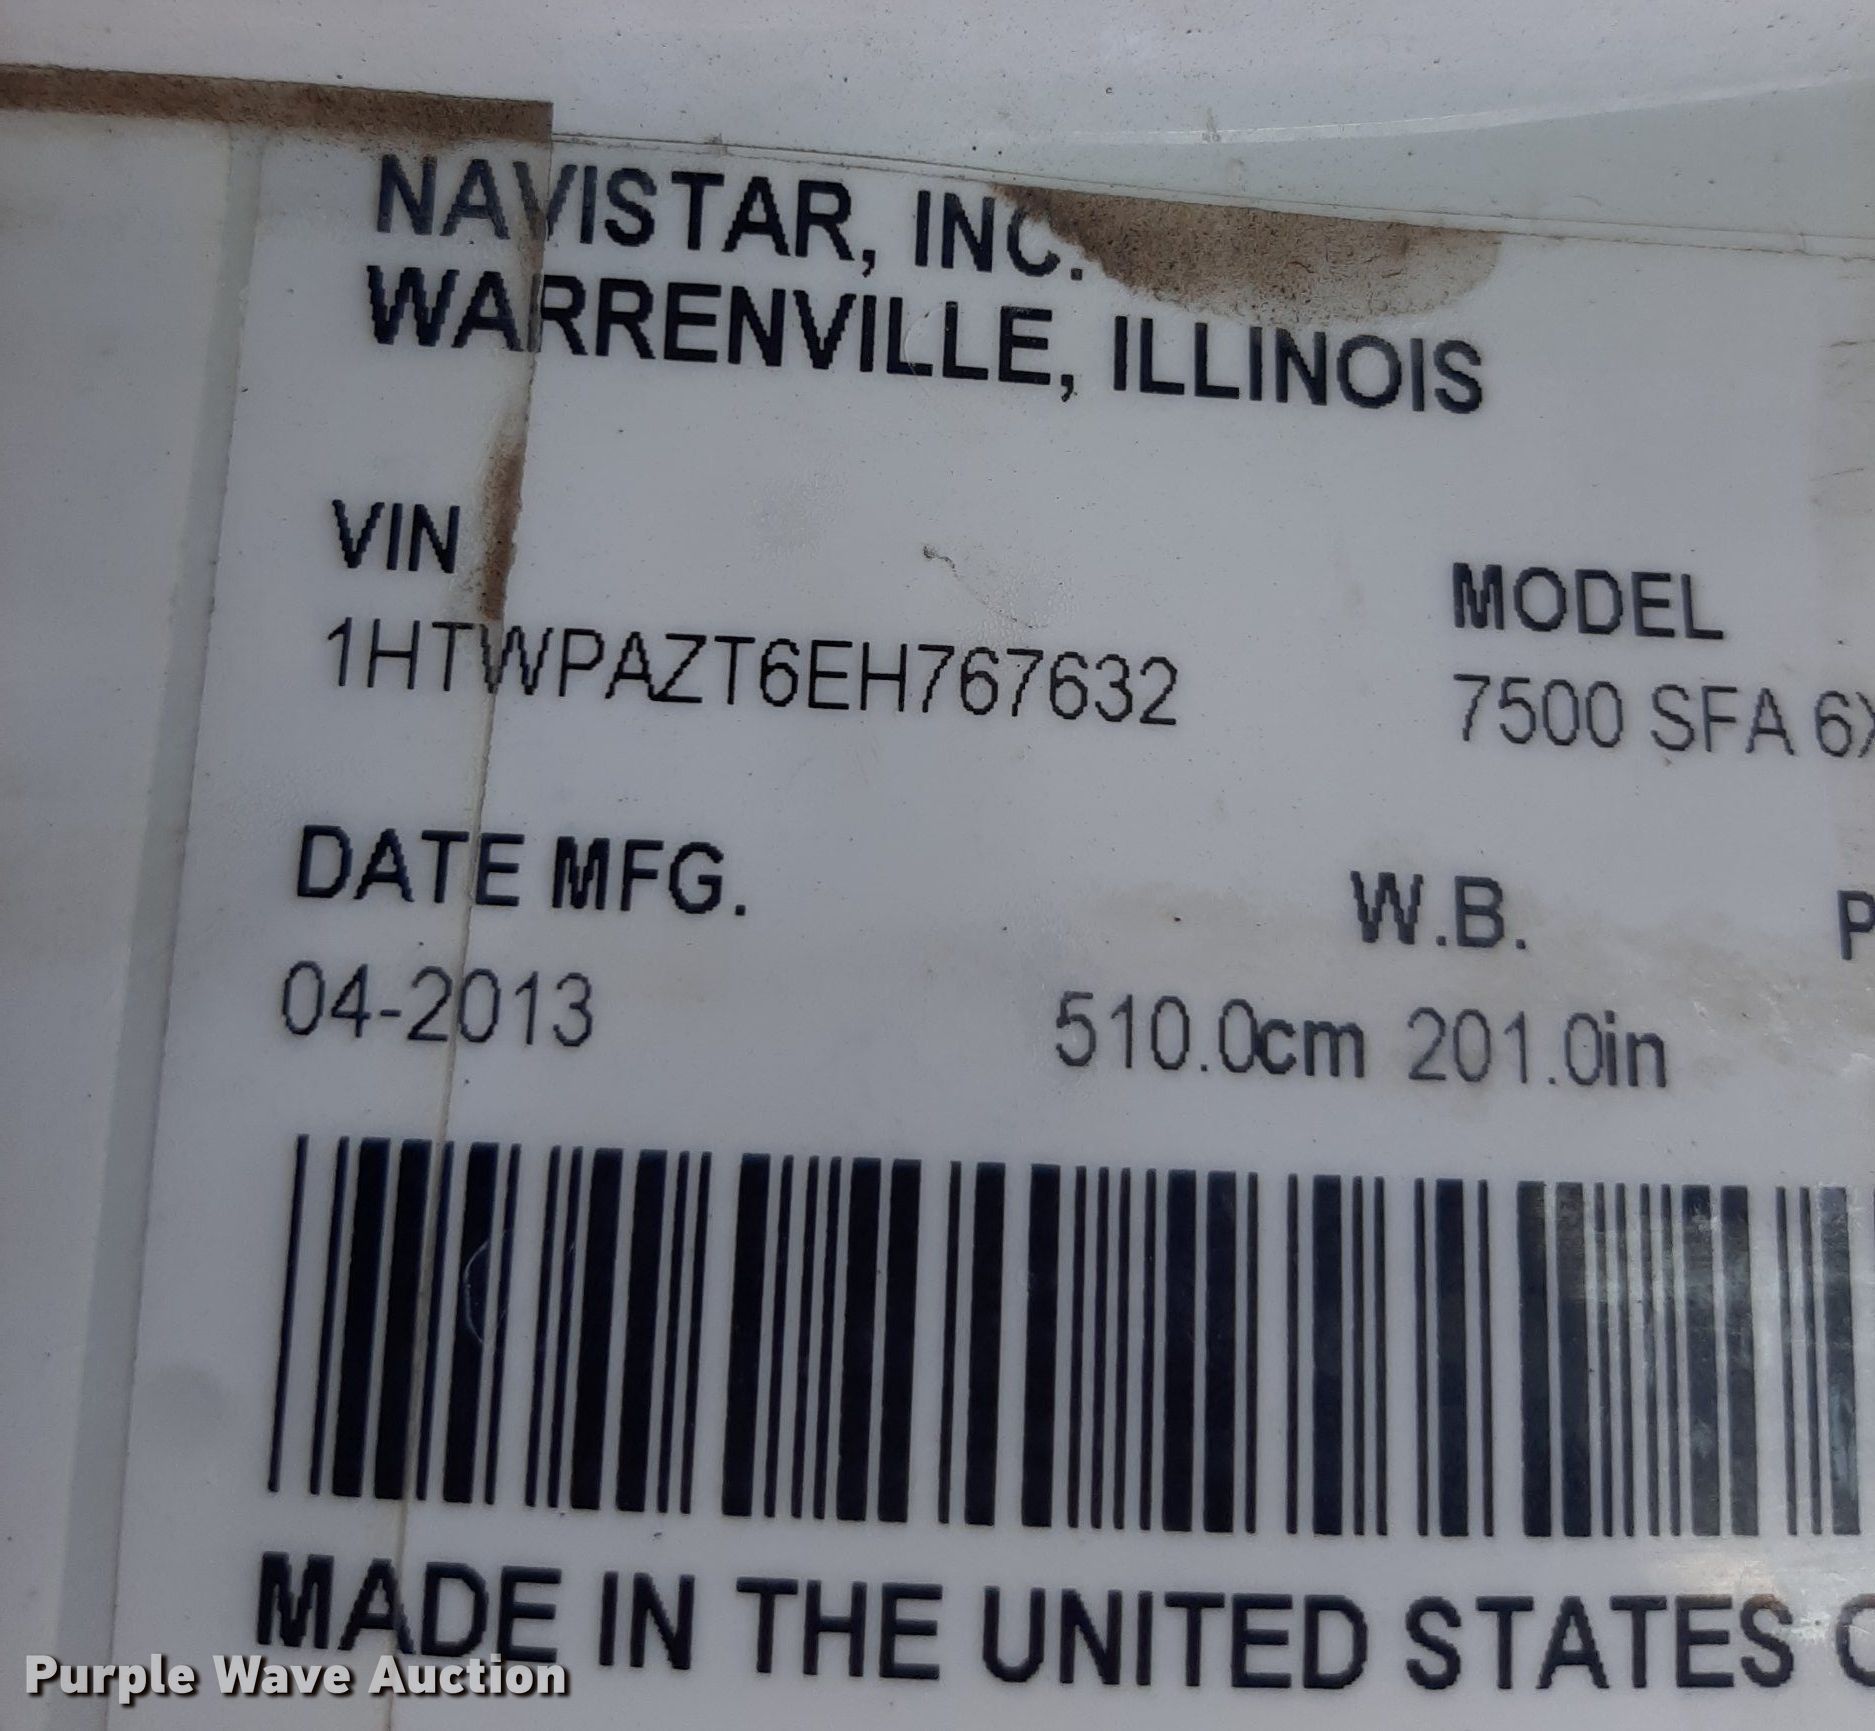 NAVISTAR, INC.
WARRENVILLE, ILLINOIS
VIN
MODEL
1HTWPAZT6EH767632
7500 SFA 6X
DATE MFG.
W.B.
P
04-2013
510.0cm 201.0in
MADE IN THE UNITED STATES O
Purple Wave Auction